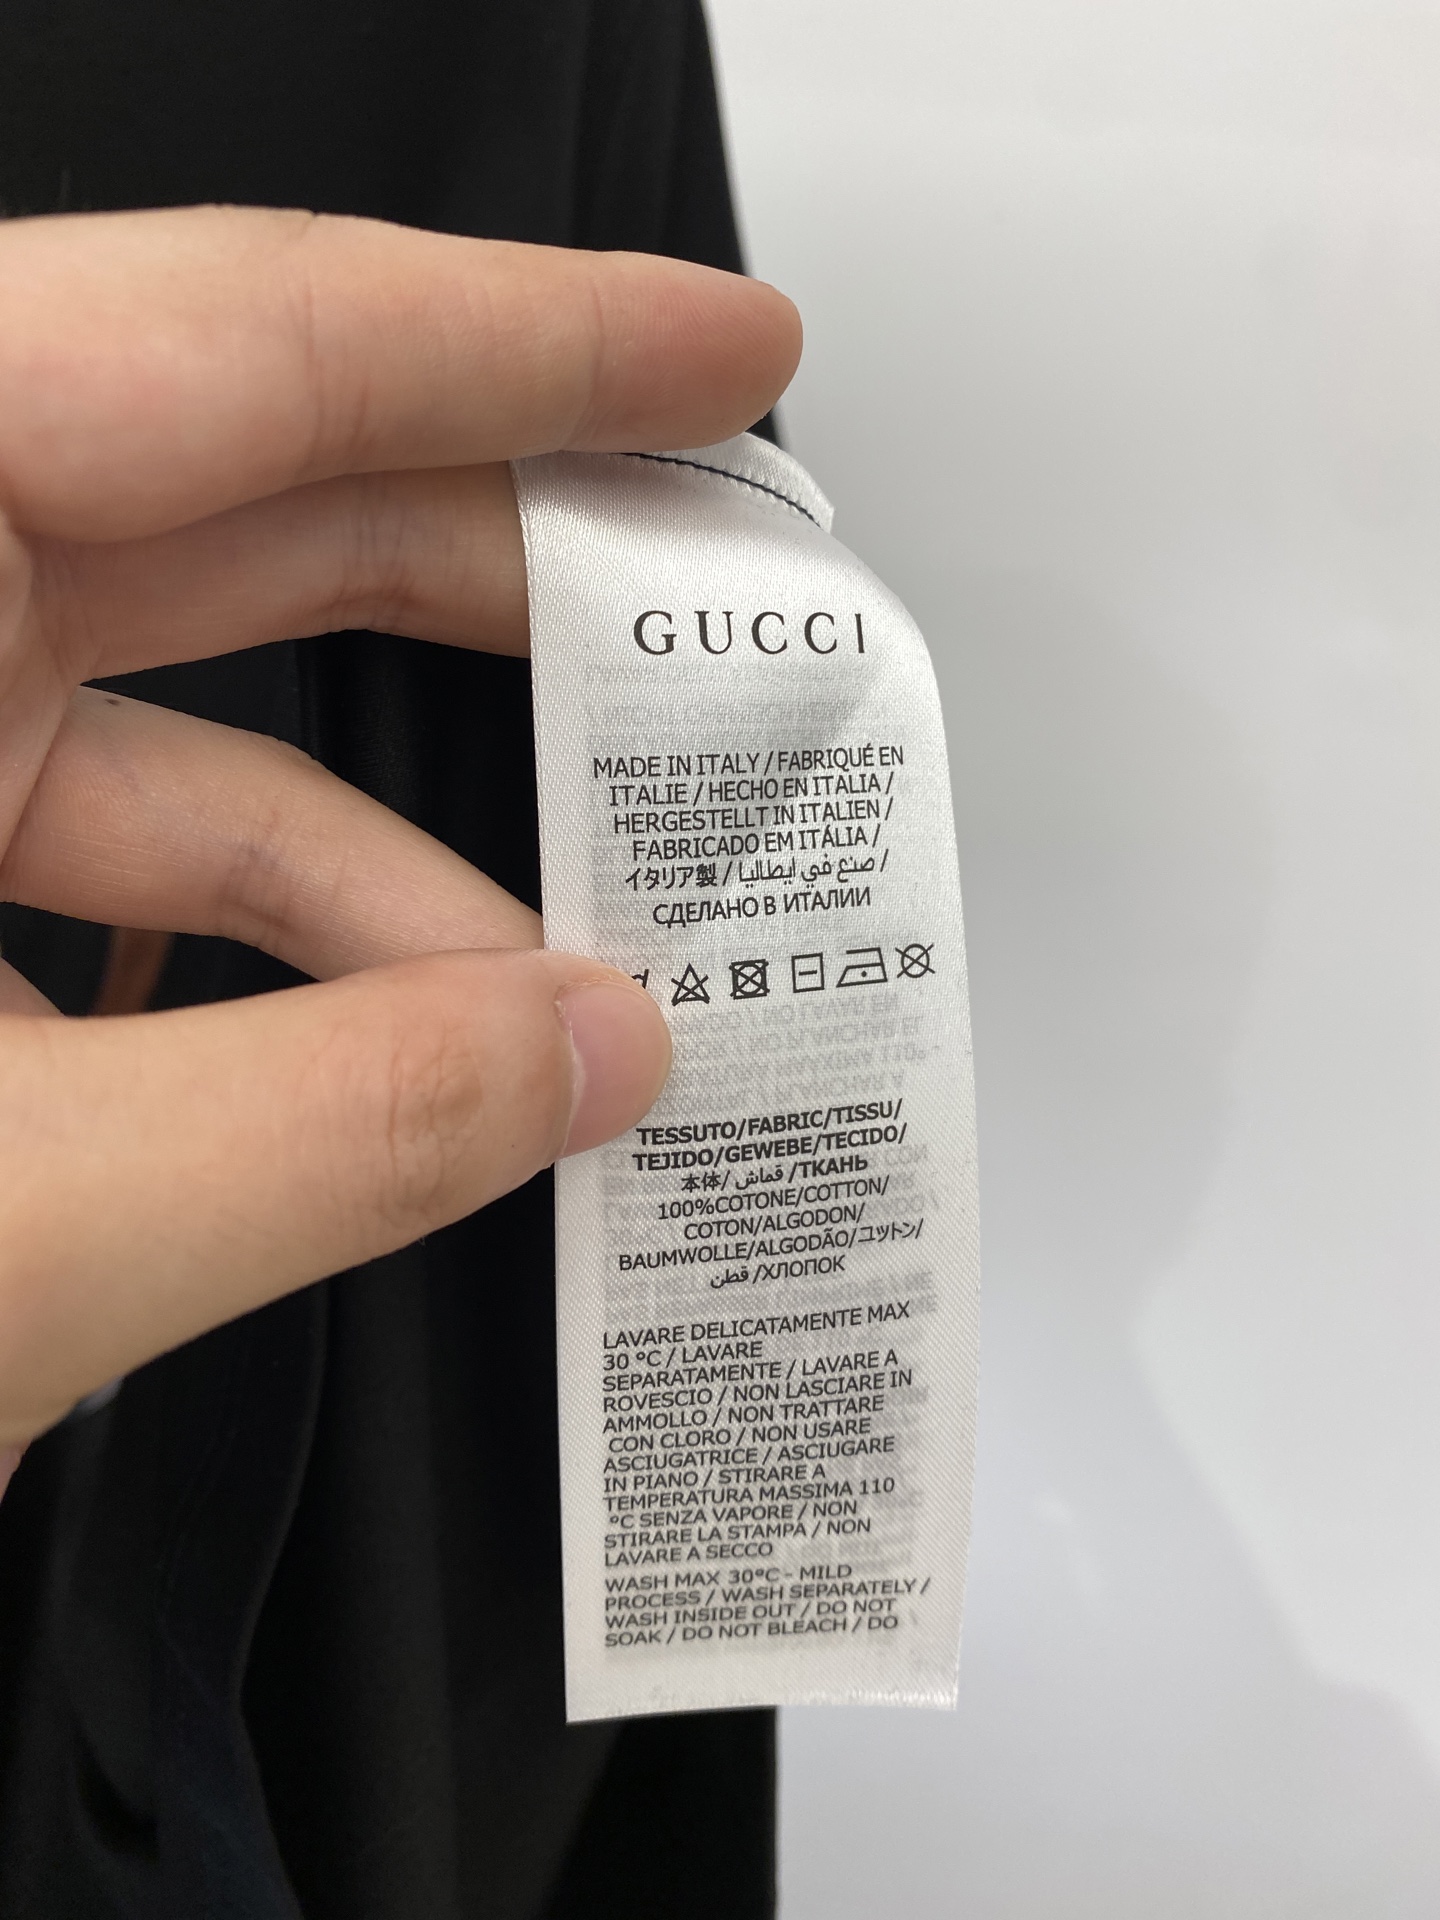 GUCCI
MADE IN ITALY / FABRIQUÉ EN
ITALIE / HECHO EN ITALIA /
HERGESTELLT IN ITALIEN /
FABRICADO EM ITÁLIA /
イタリア製 / صنع في ايطاليا /
СДЕЛАНО В ИТАЛИИ
TESSUTO/FABRIC/TISSU/
TEJIDO/GEWEBE/TECIDO/
本体/ قماش /ТКАНЬ
100%COTONE/COTTON/
COTON/ALGODON/
BAUMWOLLE/ALGODÃO/コットン/
قطن /ХЛОПОК
LAVARE DELICATAMENTE MAX
30 °C / LAVARE
SEPARATAMENTE / LAVARE A
ROVESCIO / NON LASCIARE IN
AMMOLLO / NON TRATTARE
CON CLORO / NON USARE
ASCIUGATRICE / ASCIUGARE
IN PIANO / STIRARE A
TEMPERATURA MASSIMA 110
°C SENZA VAPORE / NON
STIRARE LA STAMPA / NON
LAVARE A SECCO
WASH MAX 30°C - MILD
PROCESS / WASH SEPARATELY /
WASH INSIDE OUT / DO NOT
SOAK / DO NOT BLEACH / DO